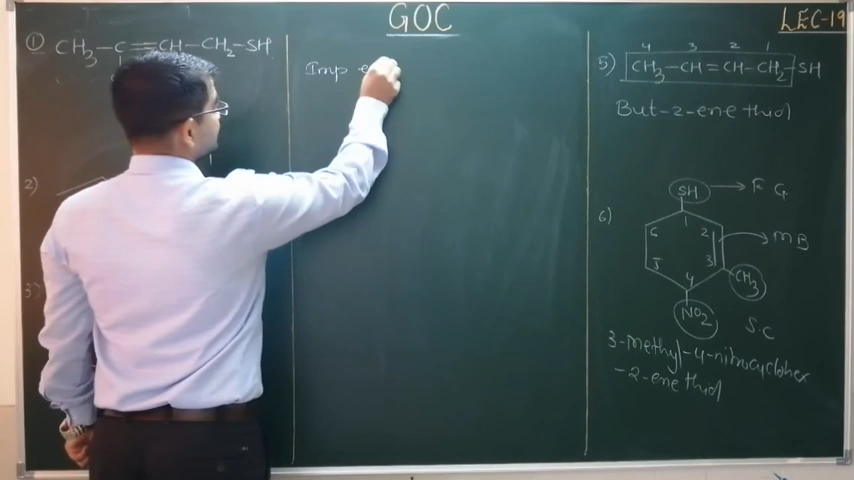 GOC
LEC-19
① CH3-C=CH-CH2-SH
2)
3)
Imp
5) CH3-CH=CH-CH2-SH
4 3 2 1
But-2-ene thiol
6)
SH → F G
1
6 2 → MB
5 3
CH3
4
NO2
S.C
3-methyl-4-nitrocyclohex
-2-ene thiol